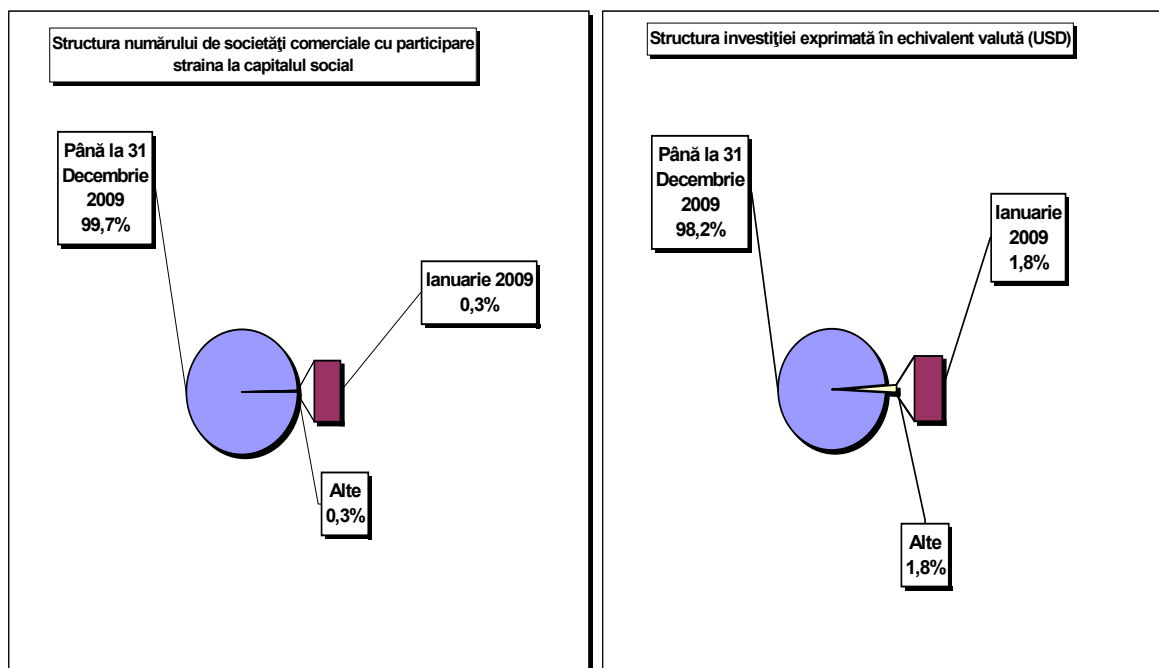 Structura numărului de societăţi comerciale cu participare
straina la capitalul social
Până la 31
Decembrie
2009
99,7%
Ianuarie 2009
0,3%
Alte
0,3%
Structura investiţiei exprimată în echivalent valută (USD)
Până la 31
Decembrie
2009
98,2%
Ianuarie
2009
1,8%
Alte
1,8%